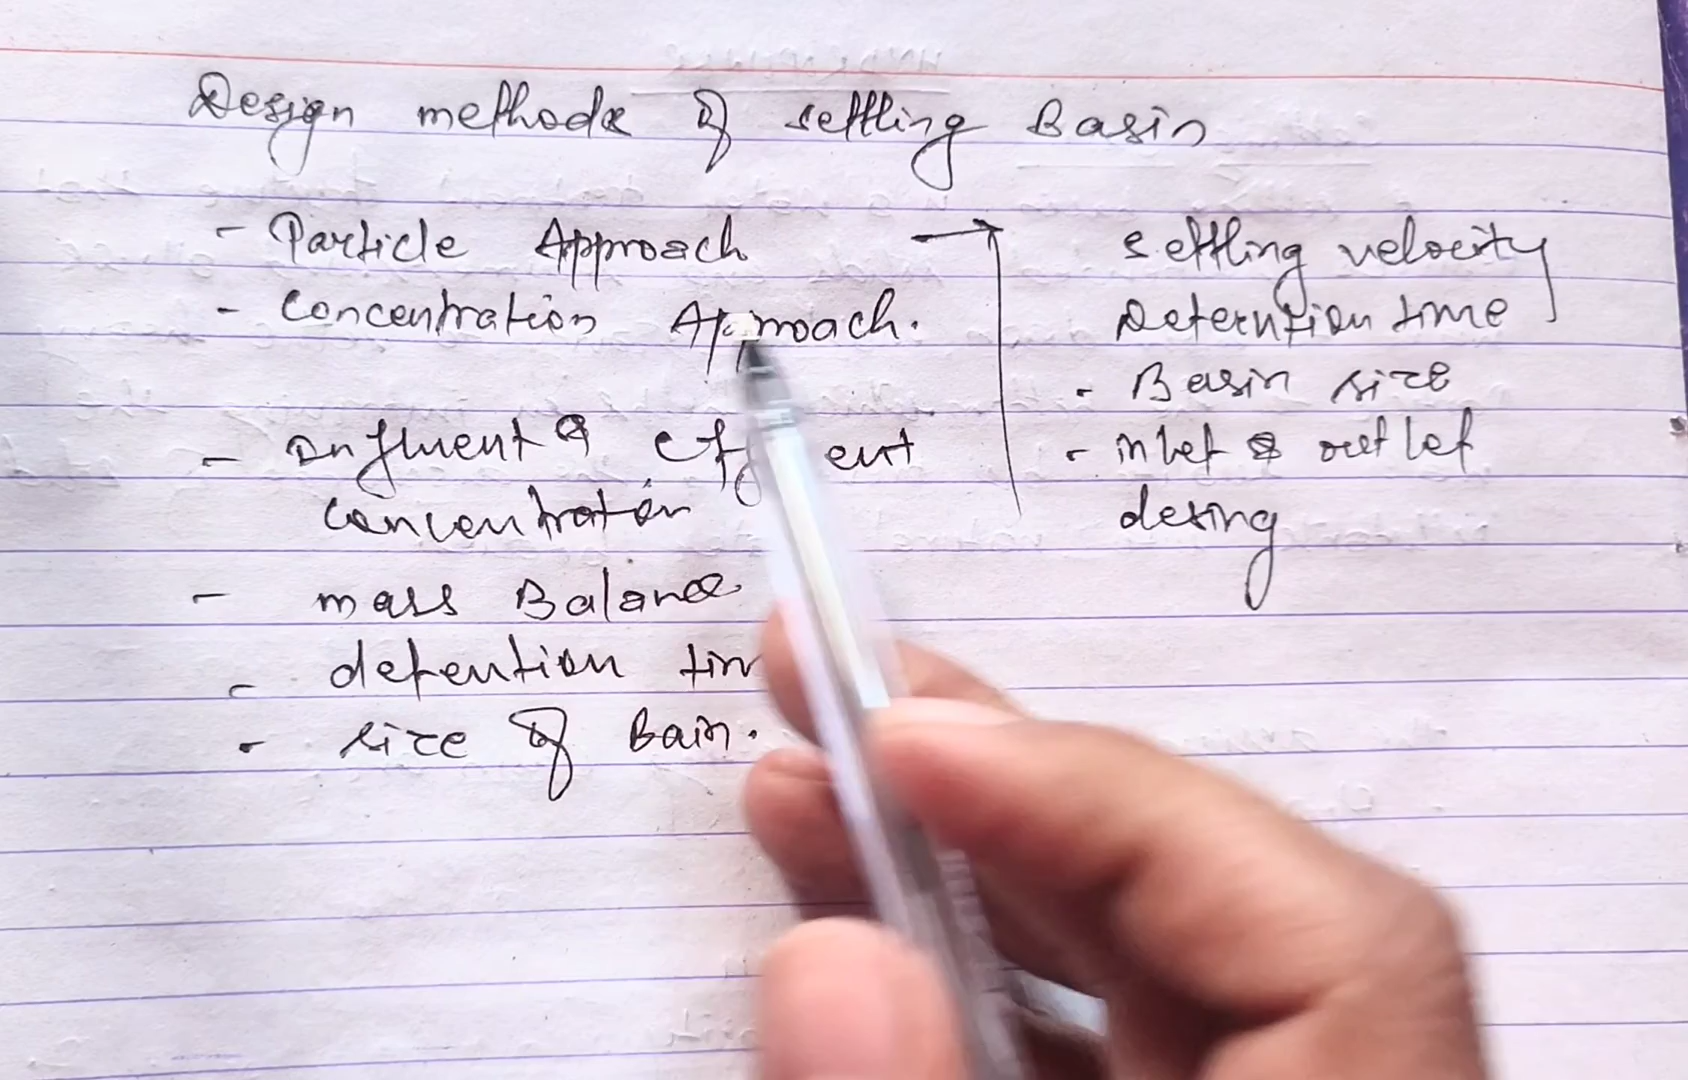 Design methods of settling Basin
- Particle Approach →
- Concentration Approach.
- Influent & Effluent
concentration
- mass Balance
- detention tim
- size of Bain.
settling velocity
Detention time
- Basin size
- inlet & outlet
desing